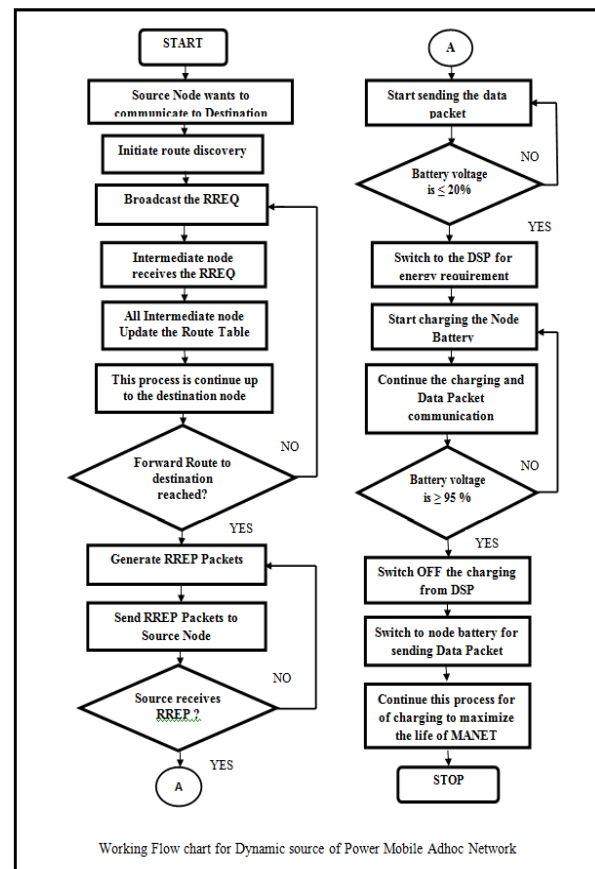 START
Source Node wants to
communicate to Destination
Initiate route discovery
Broadcast the RREQ
Intermediate node
receives the RREQ
All Intermediate node
Update the Route Table
This process is continue up
to the destination node
NO
Forward Route to
destination
reached?
YES
Generate RREP Packets
Send RREP Packets to
Source Node
NO
Source receives
RREP ?
YES
A
A
Start sending the data
packet
NO
Battery voltage
is ≤ 20%
YES
Switch to the DSP for
energy requirement
Start charging the Node
Battery
Continue the charging and
Data Packet
communication
NO
Battery voltage
is ≥ 95 %
YES
Switch OFF the charging
from DSP
Switch to node battery for
sending Data Packet
Continue this process for
of charging to maximize
the life of MANET
STOP
Working Flow chart for Dynamic source of Power Mobile Adhoc Network